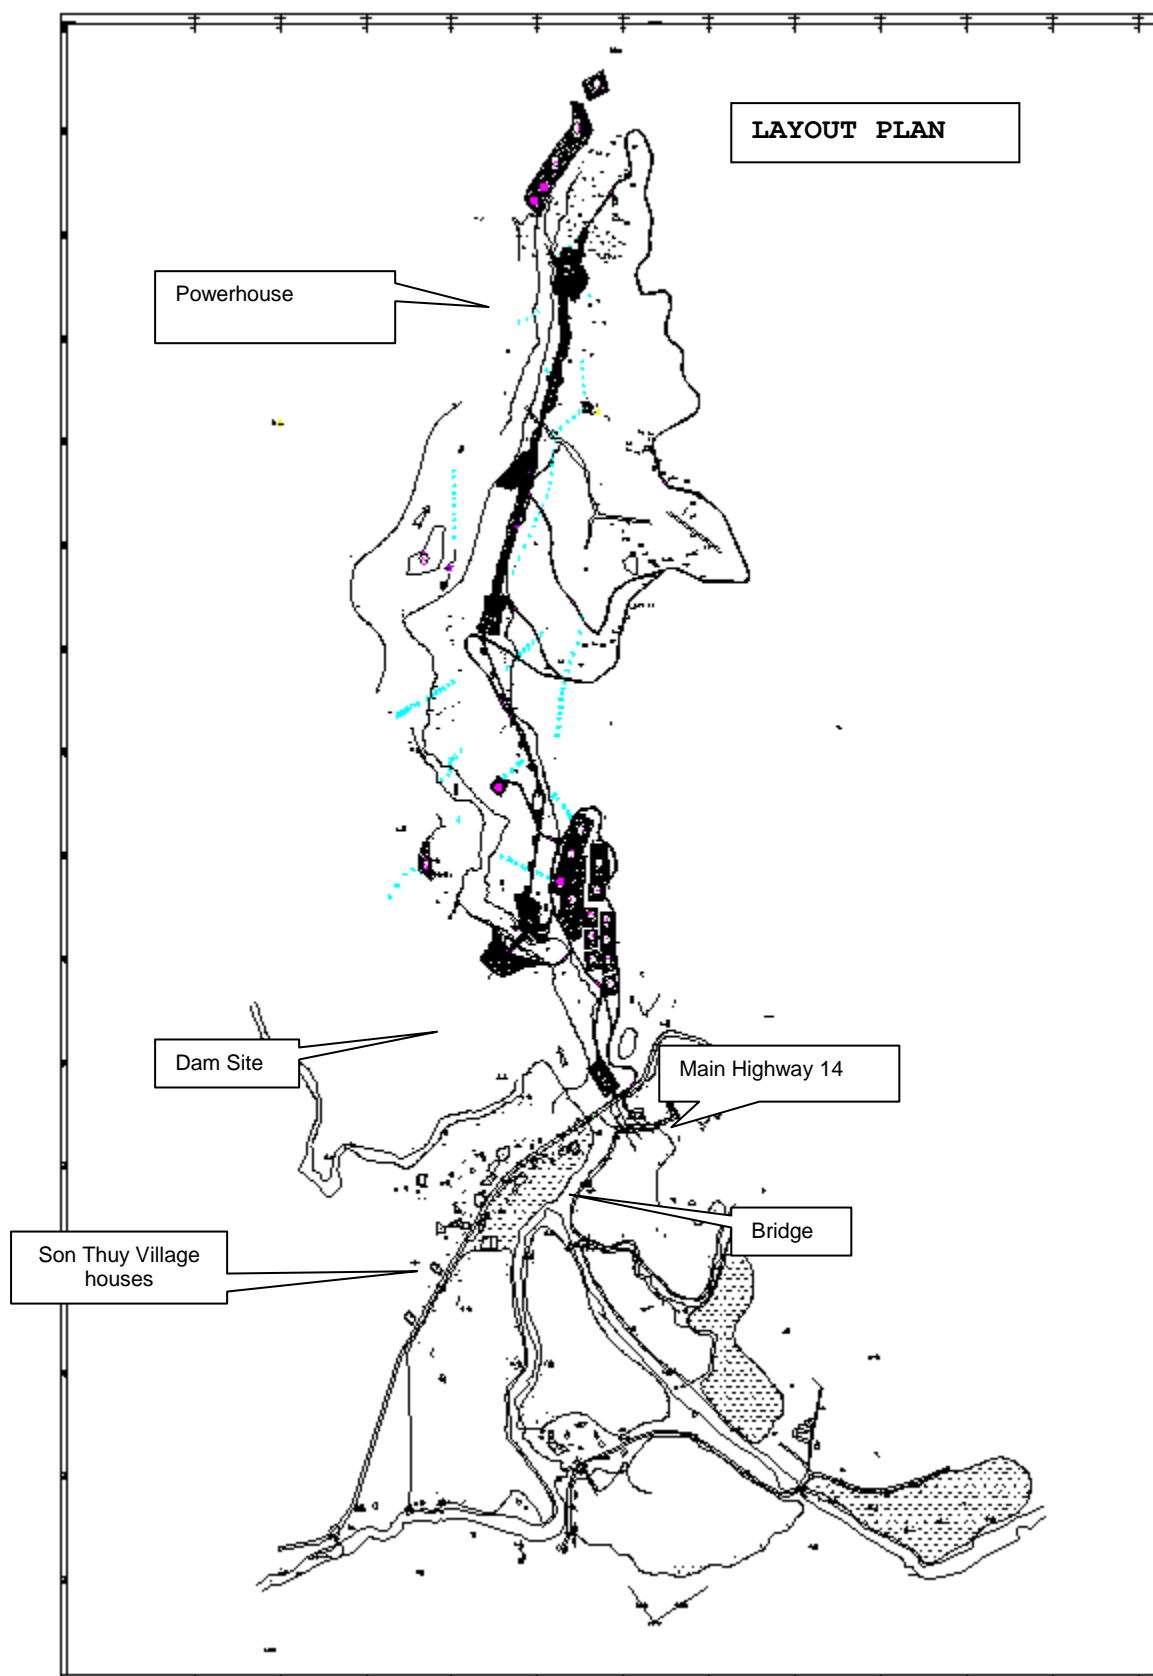 LAYOUT PLAN
Powerhouse
Dam Site
Main Highway 14
Son Thuy Village
houses
Bridge